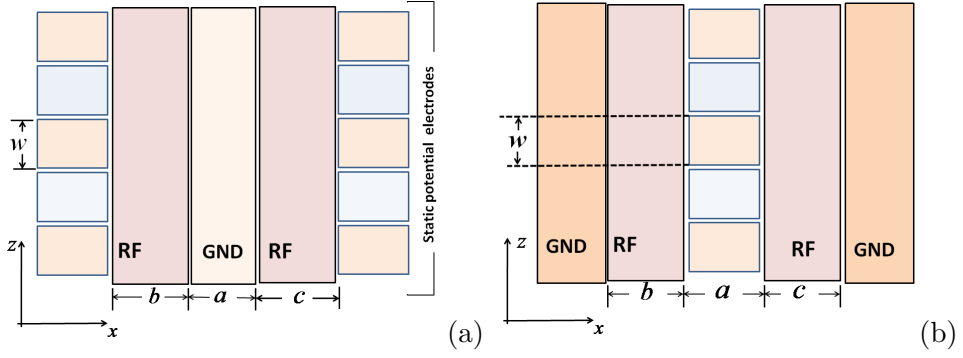 w
z
x
RF
GND
RF
b
a
c
Static potential electrodes
(a)
w
z
x
GND
RF
RF
GND
b
a
c
(b)